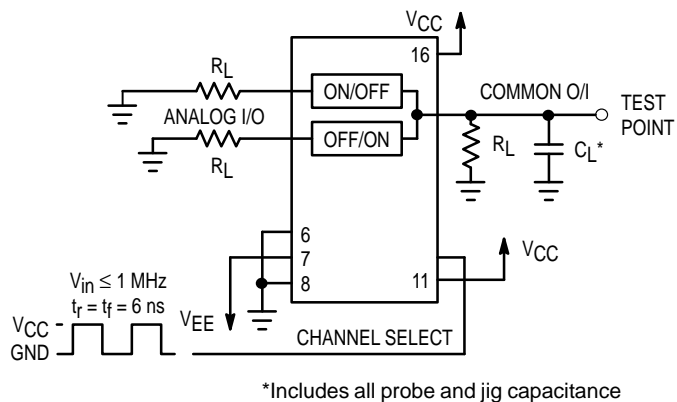 VCC
16
RL
ON/OFF
COMMON O/I
TEST
POINT
ANALOG I/O
OFF/ON
RL
RL
CL*
6
7
8
11
VCC
Vin ≤ 1 MHz
tr = tf = 6 ns
VEE
VCC
GND
CHANNEL SELECT
*Includes all probe and jig capacitance